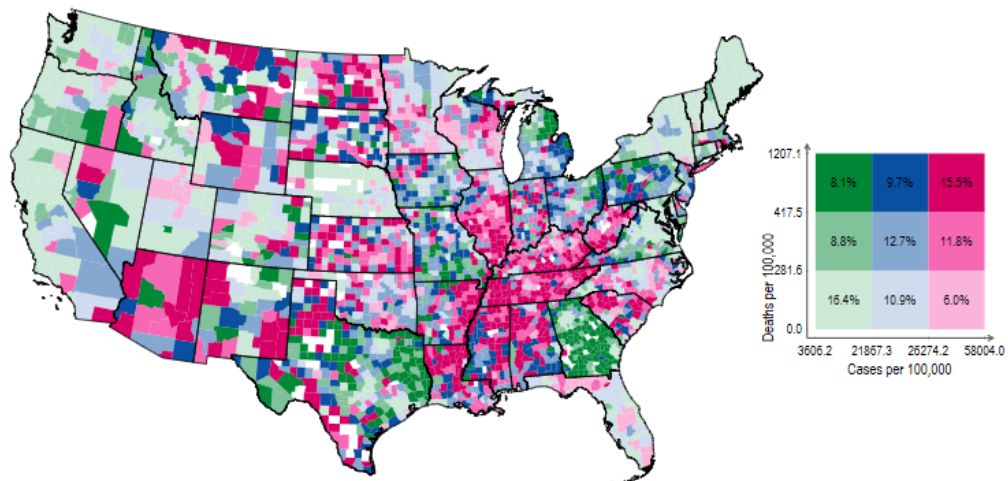 1207.1
8.1% 9.7% 15.5%
417.5
8.8% 12.7% 11.8%
281.6
16.4% 10.9% 6.0%
0.0
Deaths per 100,000
3606.2 21867.3 26274.2 58004.0
Cases per 100,000